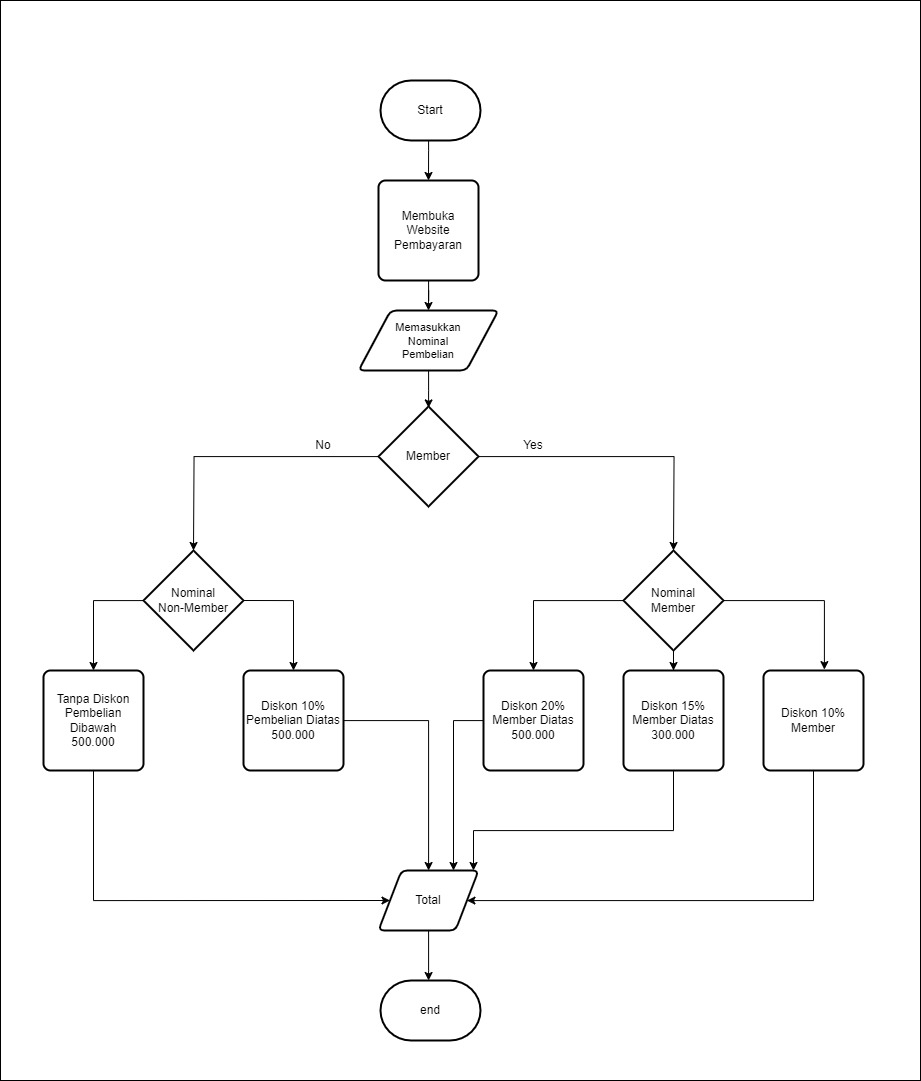 Start
Membuka
Website
Pembayaran
Memasukkan
Nominal
Pembelian
Member
No
Yes
Nominal
Non-Member
Nominal
Member
Tanpa Diskon
Pembelian
Dibawah
500.000
Diskon 10%
Pembelian Diatas
500.000
Diskon 20%
Member Diatas
500.000
Diskon 15%
Member Diatas
300.000
Diskon 10%
Member
Total
end